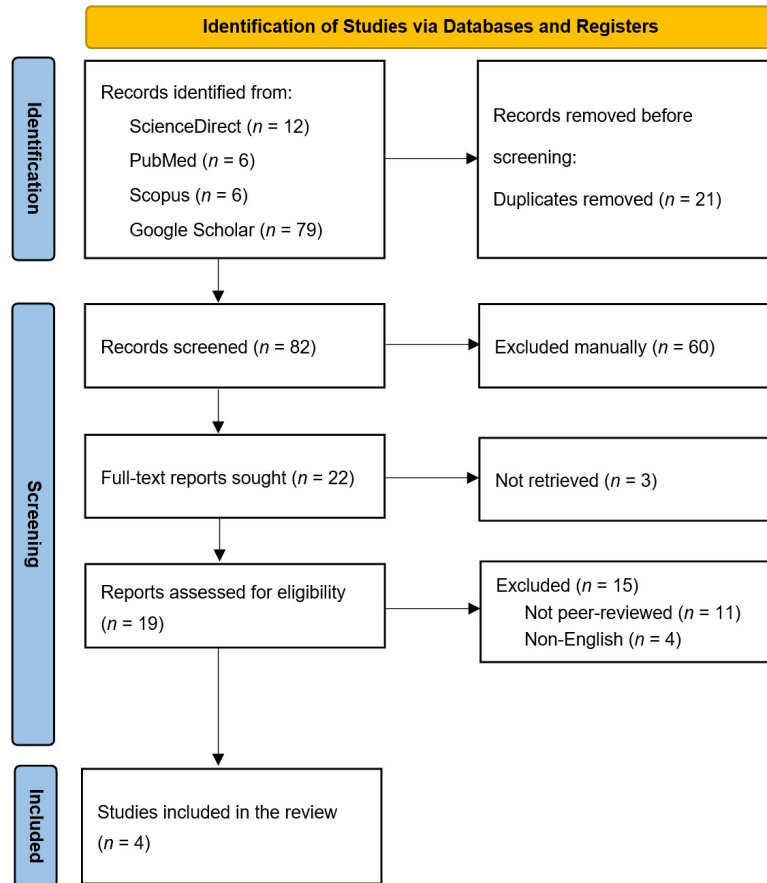 Identification of Studies via Databases and Registers
Identification
Records identified from:
ScienceDirect (n = 12)
PubMed (n = 6)
Scopus (n = 6)
Google Scholar (n = 79)
Records removed before
screening:
Duplicates removed (n = 21)
Screening
Records screened (n = 82)
Excluded manually (n = 60)
Full-text reports sought (n = 22)
Not retrieved (n = 3)
Reports assessed for eligibility
(n = 19)
Excluded (n = 15)
Not peer-reviewed (n = 11)
Non-English (n = 4)
Included
Studies included in the review
(n = 4)